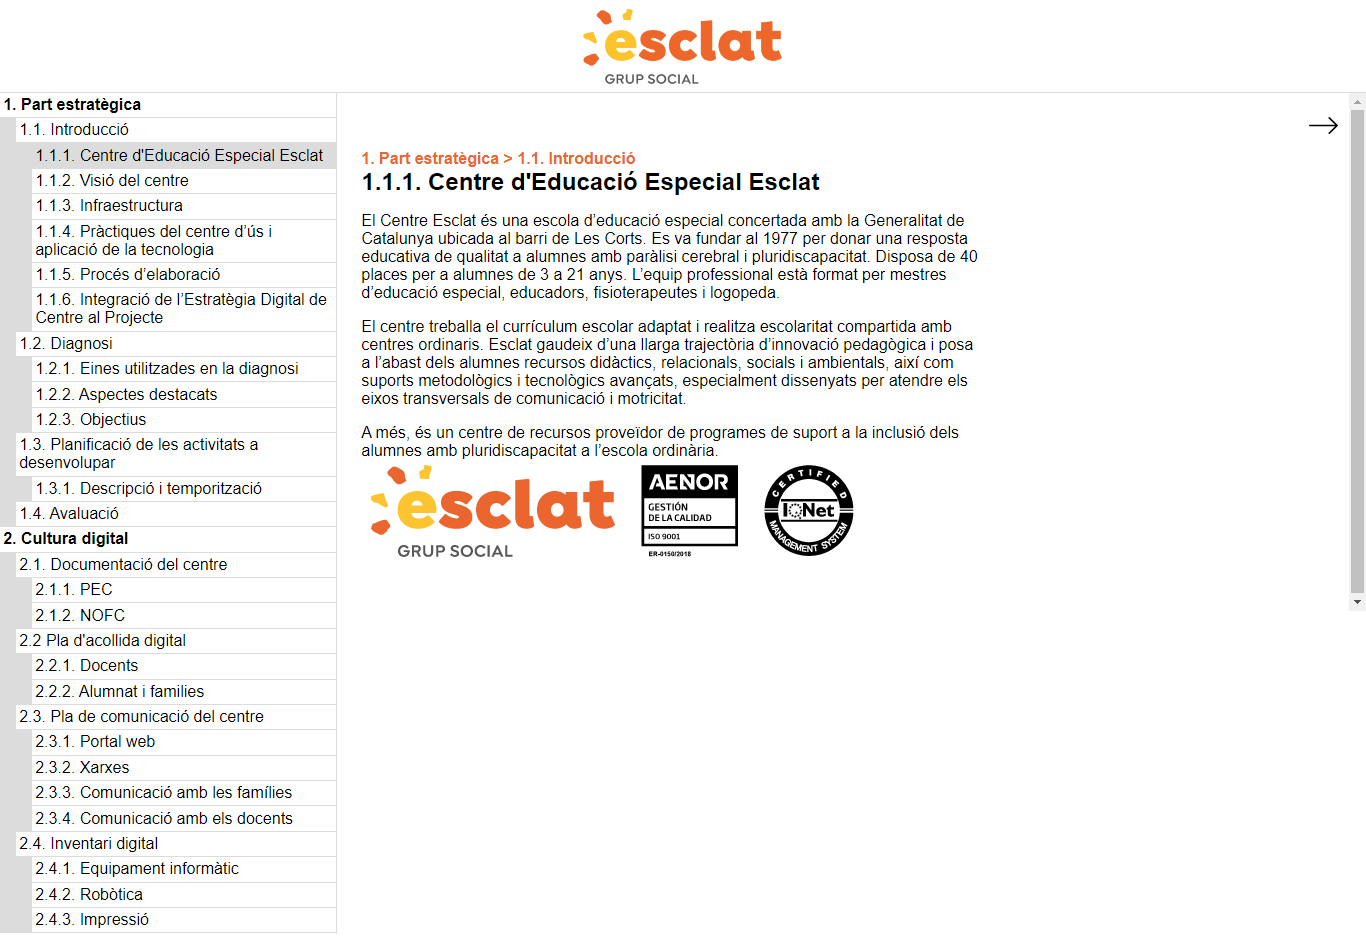 esclat
GRUP SOCIAL
1. Part estratègica
1.1. Introducció
1.1.1. Centre d'Educació Especial Esclat
1.1.2. Visió del centre
1.1.3. Infraestructura
1.1.4. Pràctiques del centre d’ús i
aplicació de la tecnologia
1.1.5. Procés d’elaboració
1.1.6. Integració de l’Estratègia Digital de
Centre al Projecte
1.2. Diagnosi
1.2.1. Eines utilitzades en la diagnosi
1.2.2. Aspectes destacats
1.2.3. Objectius
1.3. Planificació de les activitats a
desenvolupar
1.3.1. Descripció i temporització
1.4. Avaluació
2. Cultura digital
2.1. Documentació del centre
2.1.1. PEC
2.1.2. NOFC
2.2 Pla d'acollida digital
2.2.1. Docents
2.2.2. Alumnat i families
2.3. Pla de comunicació del centre
2.3.1. Portal web
2.3.2. Xarxes
2.3.3. Comunicació amb les famílies
2.3.4. Comunicació amb els docents
2.4. Inventari digital
2.4.1. Equipament informàtic
2.4.2. Robòtica
2.4.3. Impressió
1. Part estratègica > 1.1. Introducció
1.1.1. Centre d'Educació Especial Esclat
El Centre Esclat és una escola d’educació especial concertada amb la Generalitat de
Catalunya ubicada al barri de Les Corts. Es va fundar al 1977 per donar una resposta
educativa de qualitat a alumnes amb paràlisi cerebral i pluridiscapacitat. Disposa de 40
places per a alumnes de 3 a 21 anys. L’equip professional està format per mestres
d’educació especial, educadors, fisioterapeutes i logopeda.
El centre treballa el currículum escolar adaptat i realitza escolaritat compartida amb
centres ordinaris. Esclat gaudeix d’una llarga trajectòria d’innovació pedagògica i posa
a l’abast dels alumnes recursos didàctics, relacionals, socials i ambientals, així com
suports metodològics i tecnològics avançats, especialment dissenyats per atendre els
eixos transversals de comunicació i motricitat.
A més, és un centre de recursos proveïdor de programes de suport a la inclusió dels
alumnes amb pluridiscapacitat a l’escola ordinària.
esclat
GRUP SOCIAL
AENOR
GESTIÓN
DE LA CALIDAD
ISO 9001
ER-0150/2018
CERTIFIED
IQNet
MANAGEMENT SYSTEM